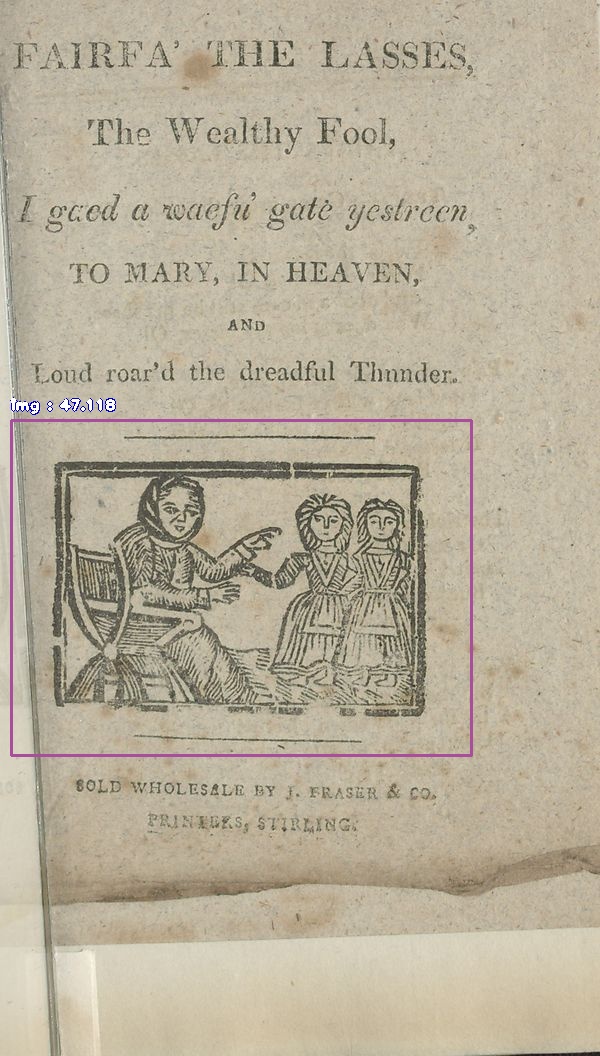 FAIRFA' THE LASSES,
The Wealthy Fool,
I gaed a waefu' gate yestreen,
TO MARY, IN HEAVEN,
AND
Loud roar'd the dreadful Thunder.
img : 47.118
SOLD WHOLESALE BY J. FRASER & CO.
PRINTERS, STIRLING.